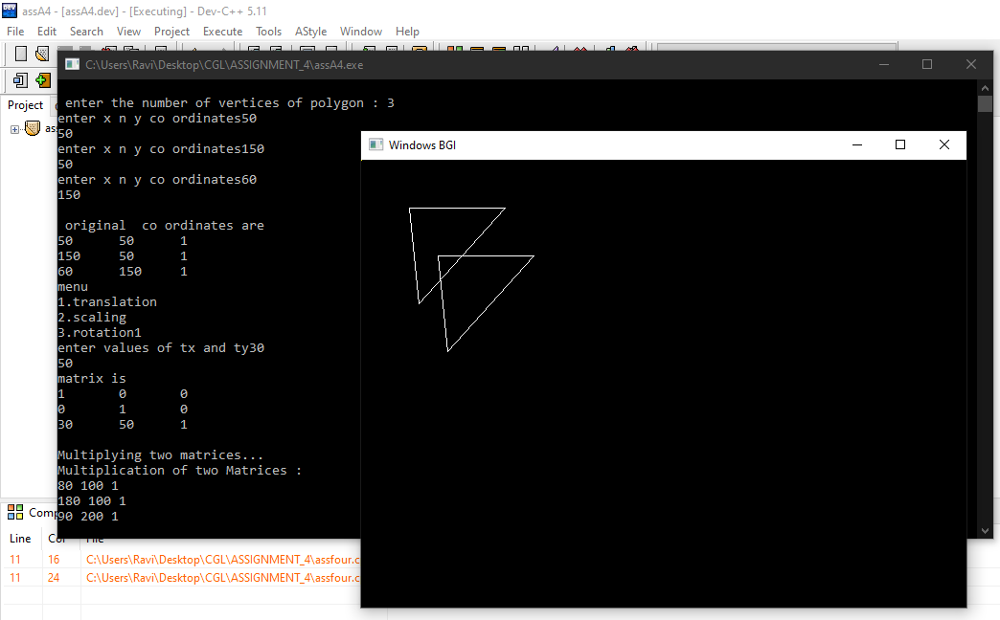 assA4 - [assA4.dev] - [Executing] - Dev-C++ 5.11
File Edit Search View Project Execute Tools AStyle Window Help
C:\Users\Ravi\Desktop\CGL\ASSIGNMENT_4\assA4.exe
Project
enter the number of vertices of polygon : 3
enter x n y co ordinates50
50
enter x n y co ordinates150
50
enter x n y co ordinates60
150
original co ordinates are
50 50 1
150 50 1
60 150 1
menu
1.translation
2.scaling
3.rotation1
enter values of tx and ty30
50
matrix is
1 0 0
0 1 0
30 50 1
Multiplying two matrices...
Multiplication of two Matrices :
80 100 1
180 100 1
90 200 1
Windows BGI
Line
11 16 C:\Users\Ravi\Desktop\CGL\ASSIGNMENT_4\assfour.c
11 24 C:\Users\Ravi\Desktop\CGL\ASSIGNMENT_4\assfour.c